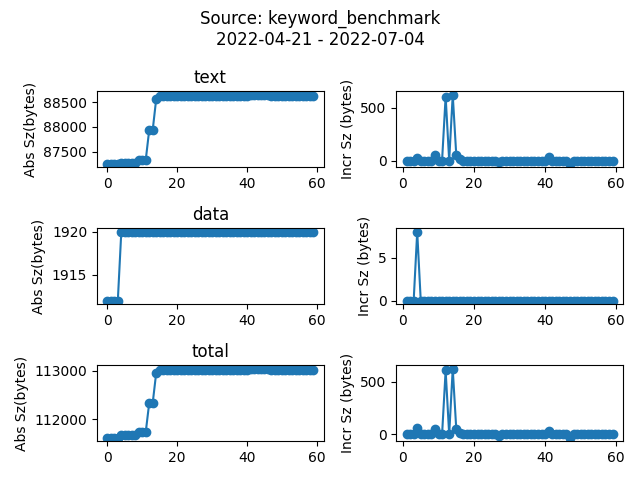 Source: keyword_benchmark
2022-04-21 - 2022-07-04
text
Abs Sz(bytes)
88500
88000
87500
0 20 40 60
Incr Sz (bytes)
500
0
0 20 40 60
data
Abs Sz(bytes)
1920
1915
0 20 40 60
Incr Sz (bytes)
5
0
0 20 40 60
total
Abs Sz(bytes)
113000
112000
0 20 40 60
Incr Sz (bytes)
500
0
0 20 40 60